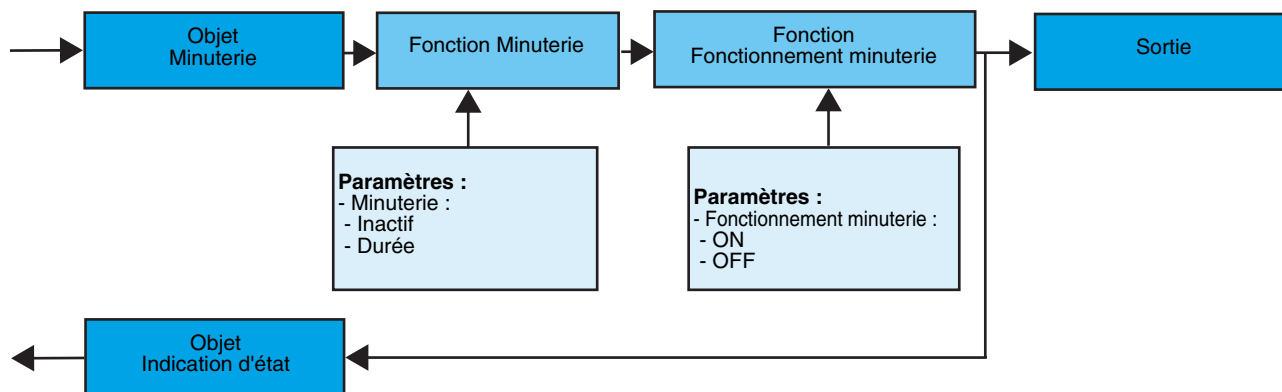 Objet
Minuterie
Fonction Minuterie
Fonction
Fonctionnement minuterie
Sortie
Paramètres :
- Minuterie :
- Inactif
- Durée
Paramètres :
- Fonctionnement minuterie :
- ON
- OFF
Objet
Indication d'état